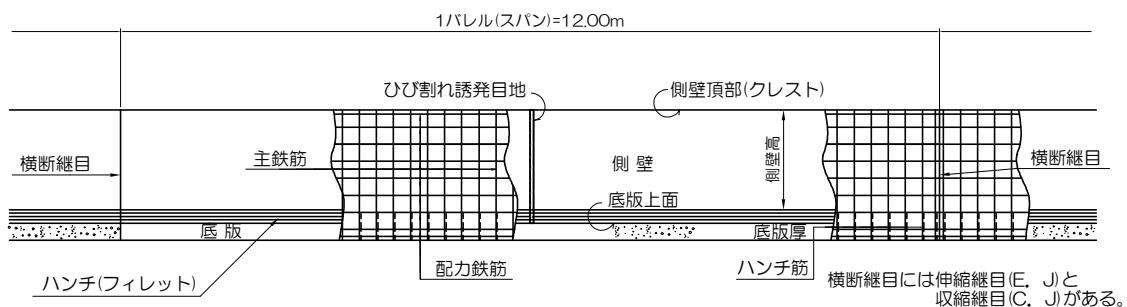 1バレル(スパン)=12.00m
ひび割れ誘発目地
側壁頂部(クレスト)
横断継目
主鉄筋
側 壁
側壁高
横断継目
底版上面
底 版
底版厚
ハンチ(フィレット)
配力鉄筋
ハンチ筋
横断継目には伸縮継目(E．J)と
収縮継目(C．J)がある。